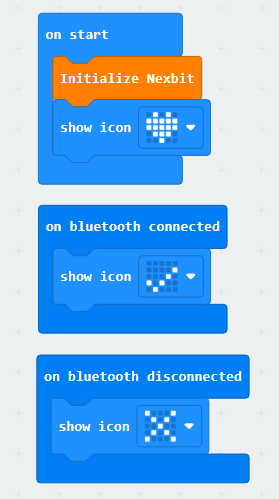 on start
Initialize Nexbit
show icon
on bluetooth connected
show icon
on bluetooth disconnected
show icon